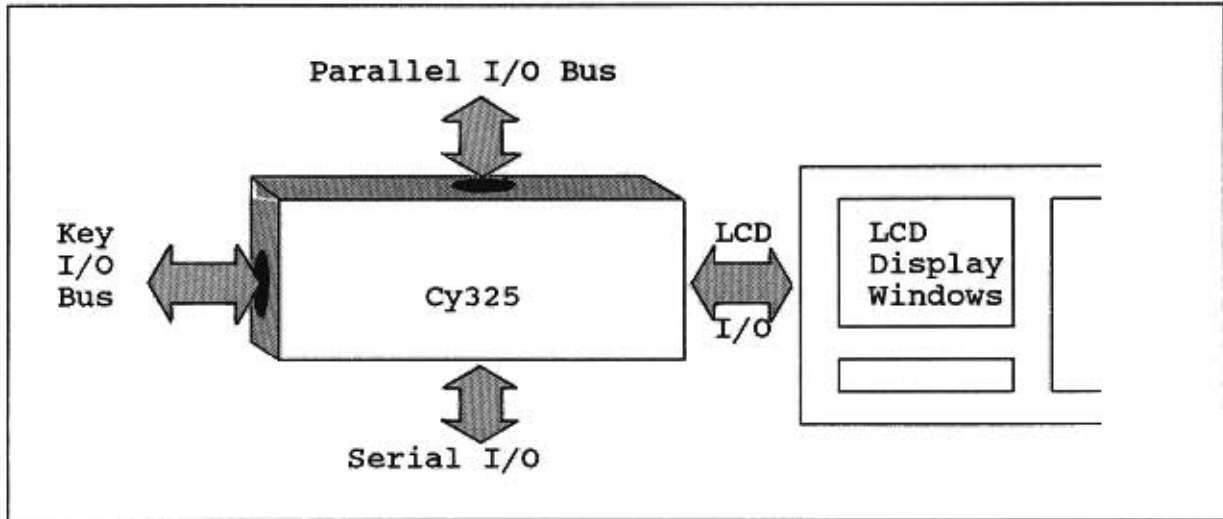 Parallel I/O Bus
Key
I/O
Bus
Cy325
LCD
I/O
LCD
Display
Windows
Serial I/O